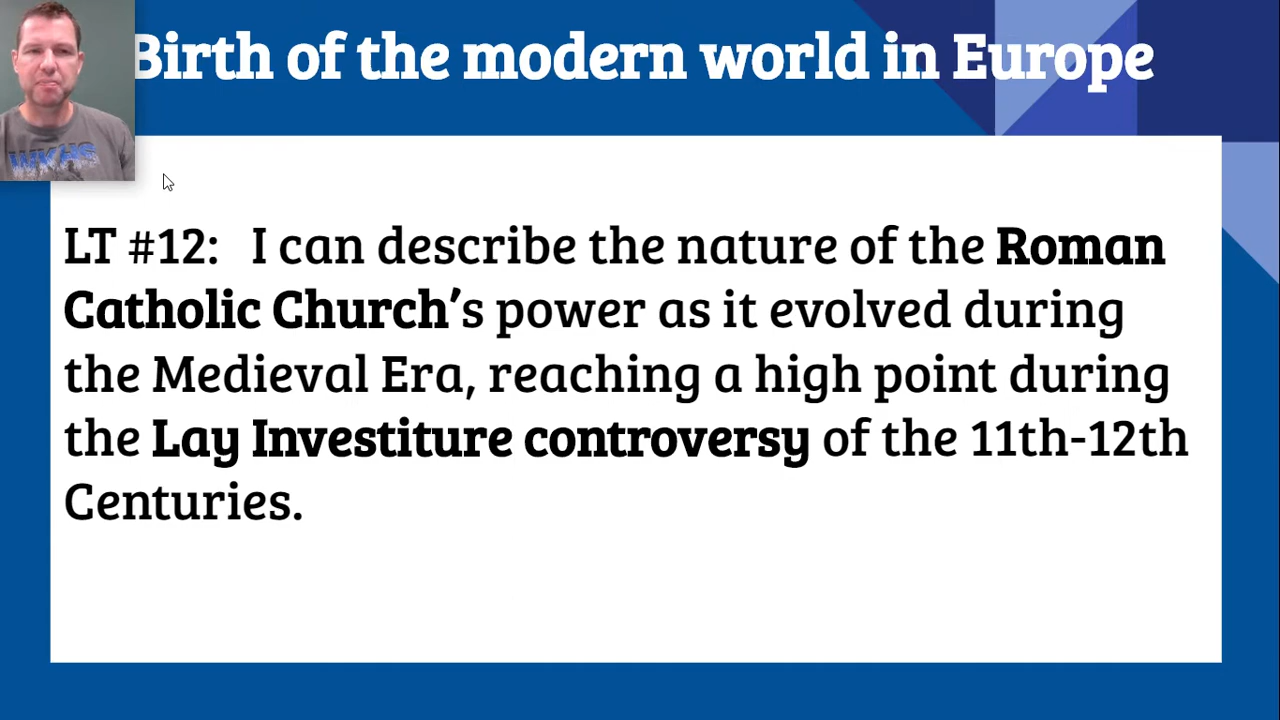 Birth of the modern world in Europe
WKHS
LT #12: I can describe the nature of the Roman
Catholic Church's power as it evolved during
the Medieval Era, reaching a high point during
the Lay Investiture controversy of the 11th-12th
Centuries.